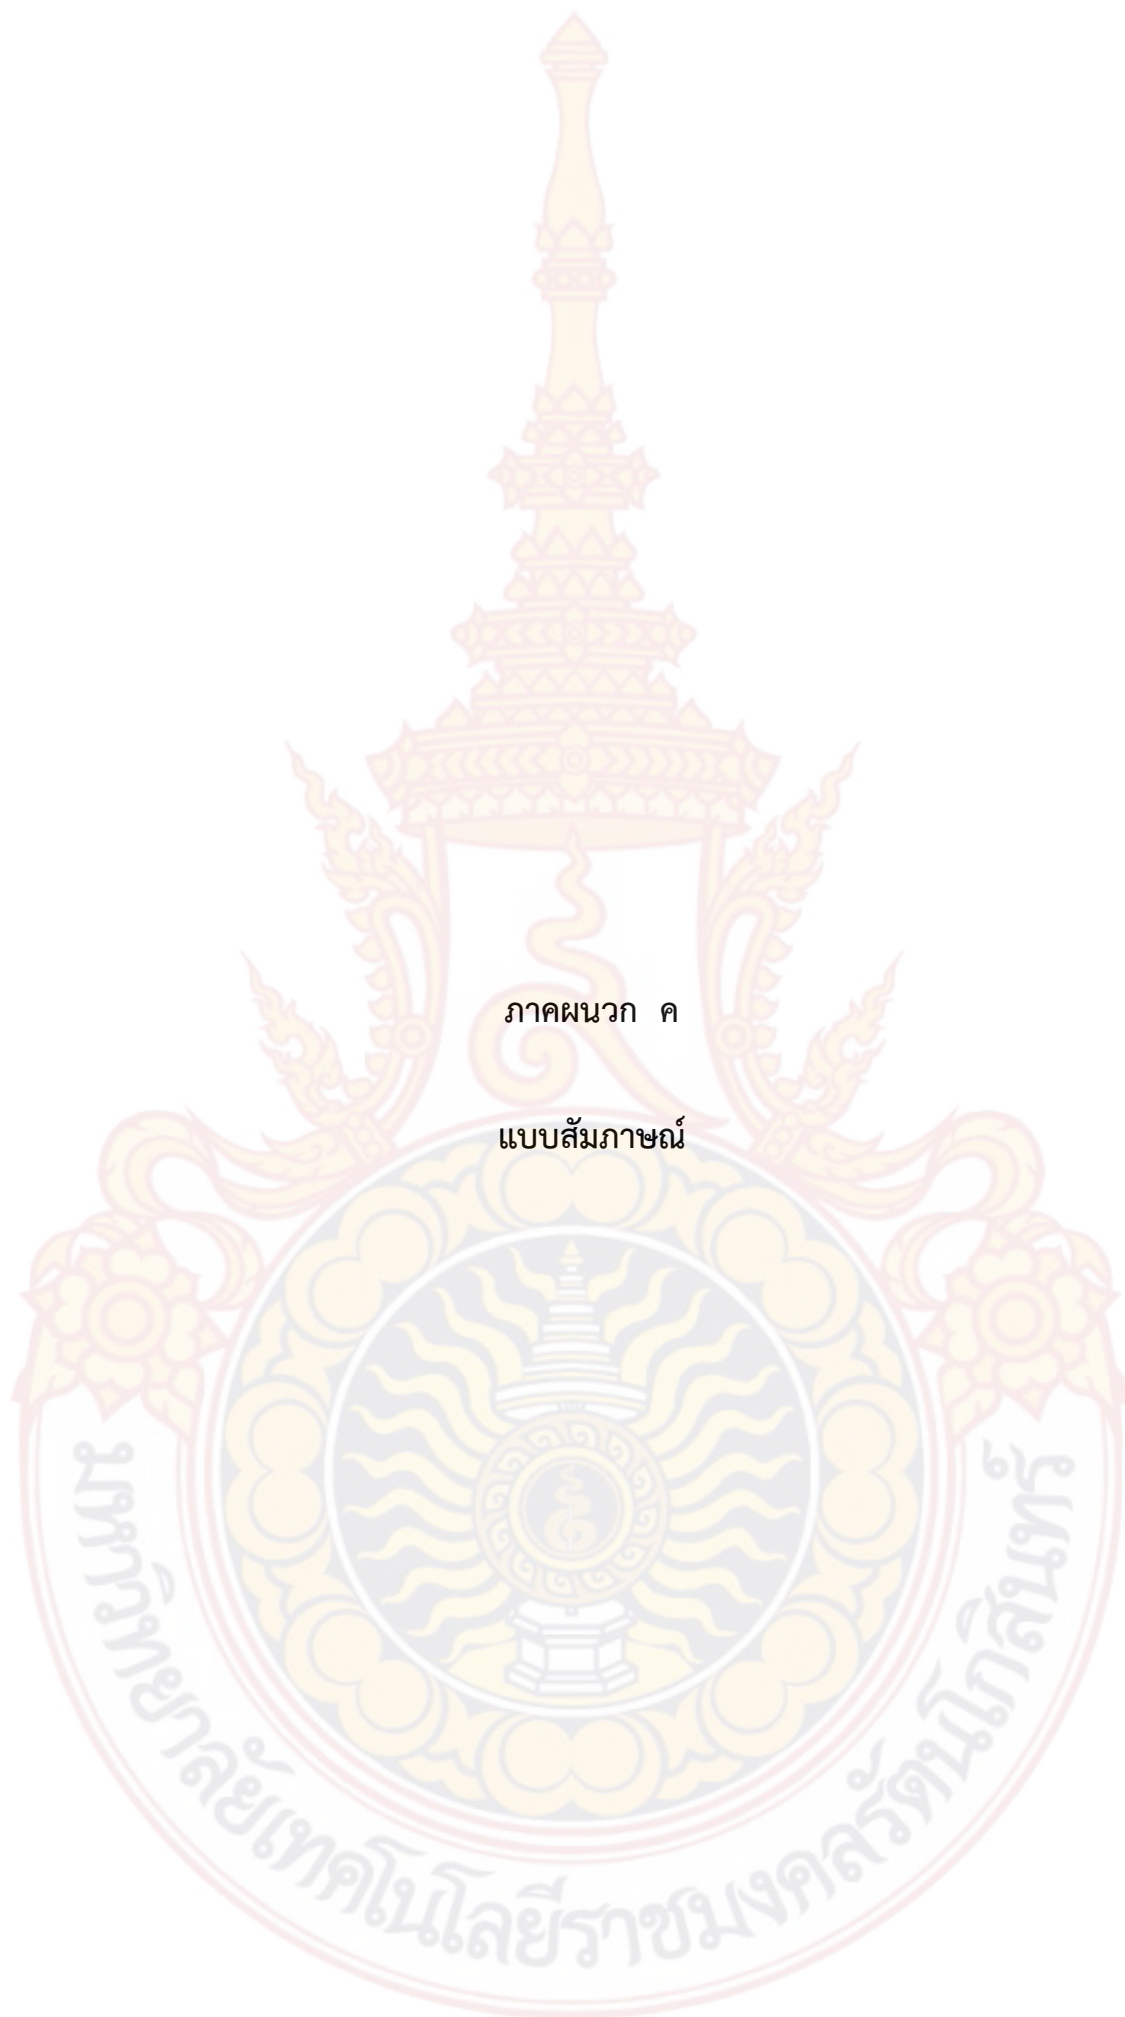 ภาคผนวก ค
แบบสัมภาษณ์
มหาวิทยาลัยเทคโนโลยีราชมงคลรัตนโกสินทร์